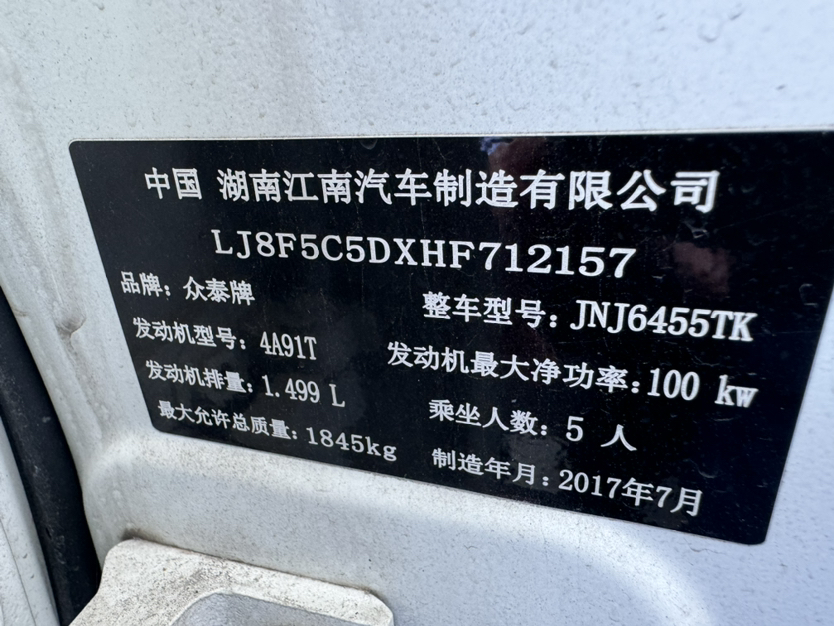 中国 湖南江南汽车制造有限公司
LJ8F5C5DXHF712157
品牌：众泰牌 整车型号：JNJ6455TK
发动机型号：4A91T 发动机最大净功率：100 kw
发动机排量：1.499 L 乘坐人数：5 人
最大允许总质量：1845kg 制造年月：2017年7月